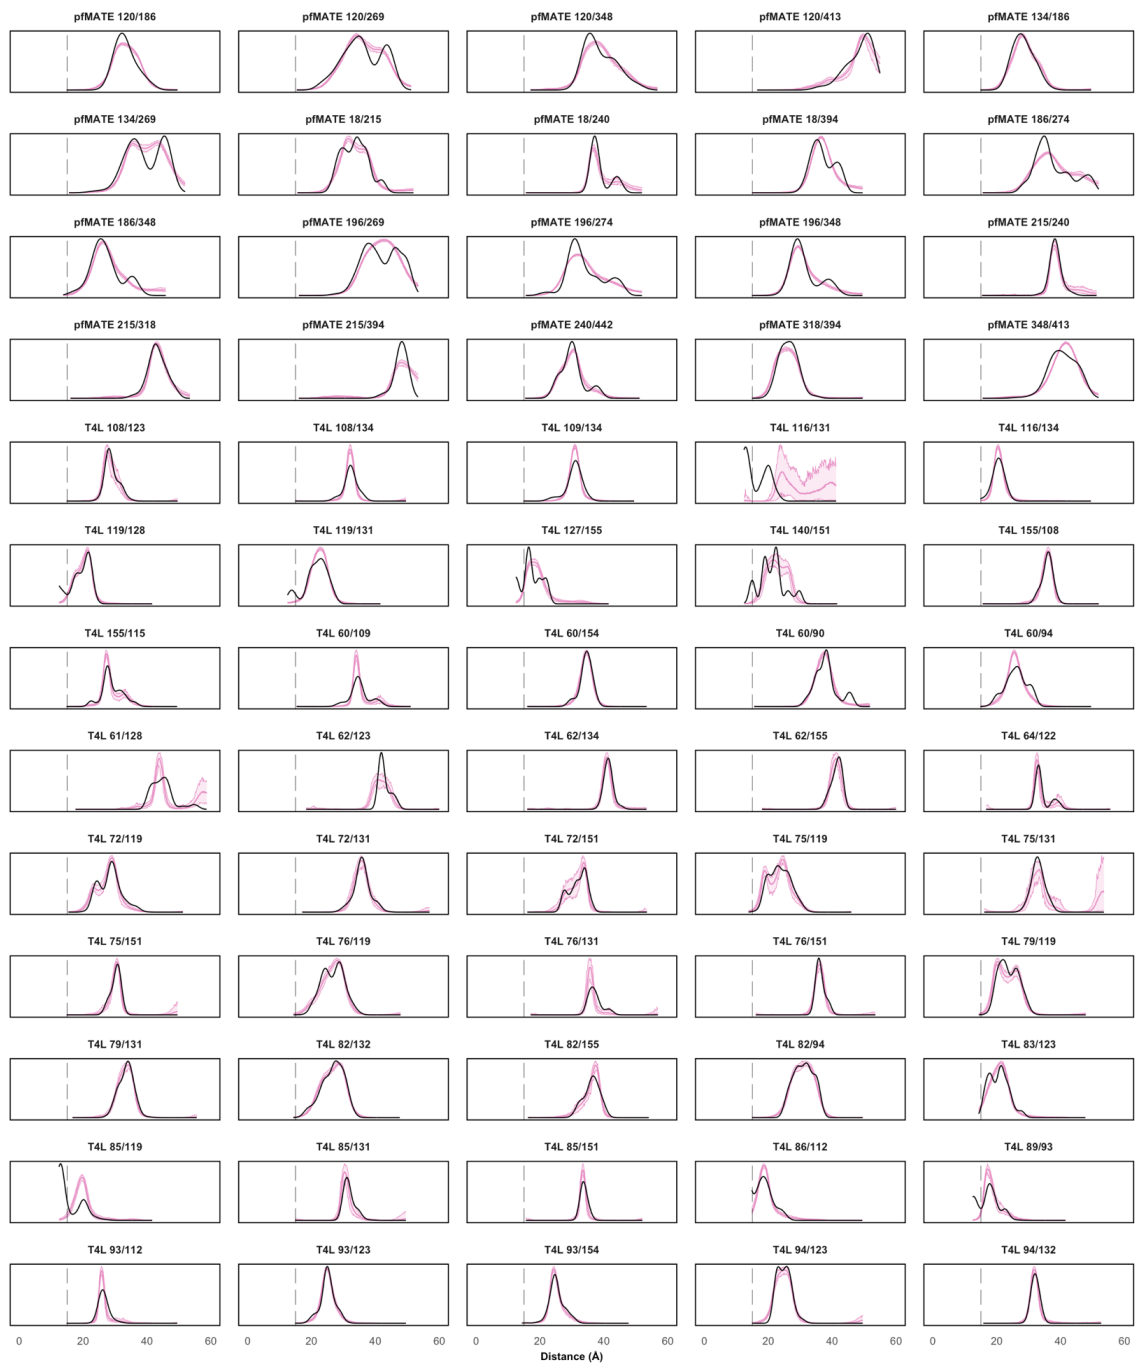 pfMATE 120/186 pfMATE 120/269 pfMATE 120/348 pfMATE 120/413 pfMATE 134/186
pfMATE 134/269 pfMATE 18/215 pfMATE 18/240 pfMATE 18/394 pfMATE 186/274
pfMATE 186/348 pfMATE 196/269 pfMATE 196/274 pfMATE 196/348 pfMATE 215/240
pfMATE 215/318 pfMATE 215/394 pfMATE 240/442 pfMATE 318/394 pfMATE 348/413
T4L 108/123 T4L 108/134 T4L 109/134 T4L 116/131 T4L 116/134
T4L 119/128 T4L 119/131 T4L 127/155 T4L 140/151 T4L 155/108
T4L 155/115 T4L 60/109 T4L 60/154 T4L 60/90 T4L 60/94
T4L 61/128 T4L 62/123 T4L 62/134 T4L 62/155 T4L 64/122
T4L 72/119 T4L 72/131 T4L 72/151 T4L 75/119 T4L 75/131
T4L 75/151 T4L 76/119 T4L 76/131 T4L 76/151 T4L 79/119
T4L 79/131 T4L 82/132 T4L 82/155 T4L 82/94 T4L 83/123
T4L 85/119 T4L 85/131 T4L 85/151 T4L 86/112 T4L 89/93
T4L 93/112 T4L 93/123 T4L 93/154 T4L 94/123 T4L 94/132
0 20 40 60 0 20 40 60 0 20 40 60 0 20 40 60 0 20 40 60
Distance (Å)